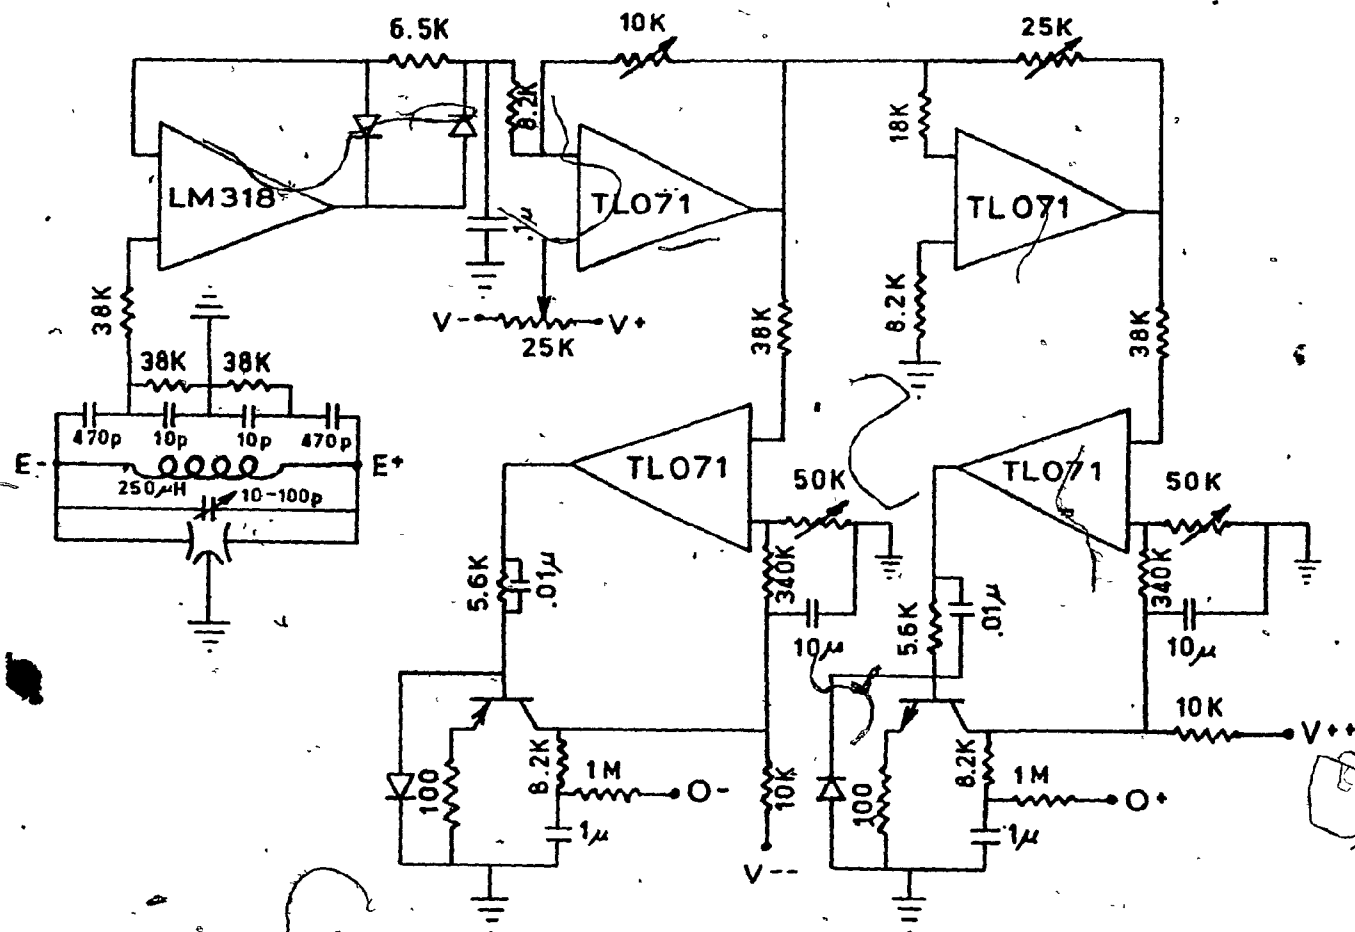 6.5K
10K
25K
8.2K
18K
LM318
TL071
TL071
.1μ
38K
V-
V+
25K
38K
8.2K
38K
38K
38K
470p
10p
10p
470p
E-
E+
250μH
10-100p
TL071
TL071
50K
50K
5.6K
.01μ
340K
10μ
5.6K
.01μ
340K
10μ
10K
V++
100
8.2K
1M
O-
10K
1μ
V--
100
8.2K
1M
O+
1μ